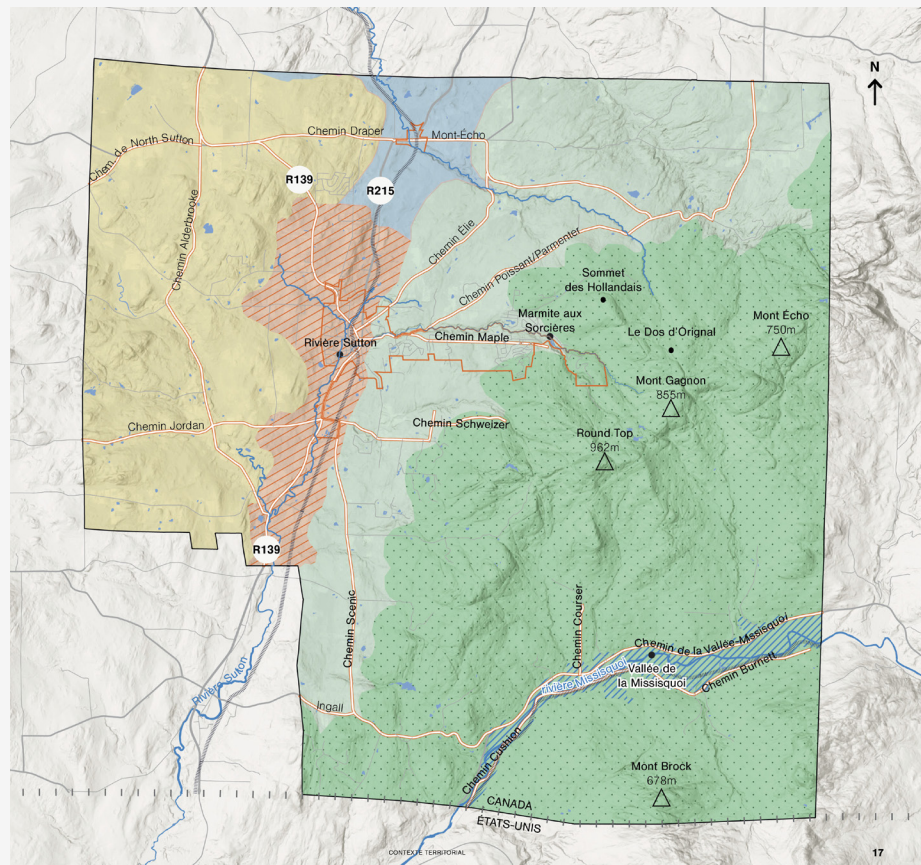 N
Chemin Draper
Mont-Écho
Chem. de North Sutton
R139
R215
Chemin Alderbrooke
Chemin Élie
Chemin Poissant/Parmenter
Sommet
des Hollandais
Marmite aux
Sorcières
Mont Écho
750m
Le Dos d'Orignal
Rivière Sutton
Chemin Maple
Mont Gagnon
855m
Chemin Jordan
Chemin Schweizer
Round Top
962m
R139
Chemin Scenic
Chemin Courser
Chemin de la Vallée-Missisquoi
Vallée de
la Missisquoi
rivière Missisquoi
Chemin Burnett
Rivière Sutton
Ingall
Chemin Cushion
Mont Brock
678m
CANADA
ÉTATS-UNIS
CONTEXTE TERRITORIAL
17